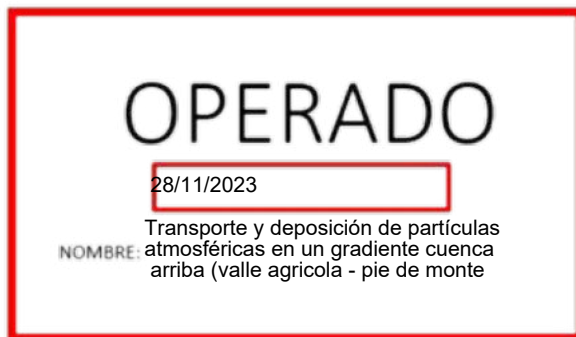 OPERADO
28/11/2023
Transporte y deposición de partículas
NOMBRE: atmosféricas en un gradiente cuenca
arriba (valle agricola - pie de monte